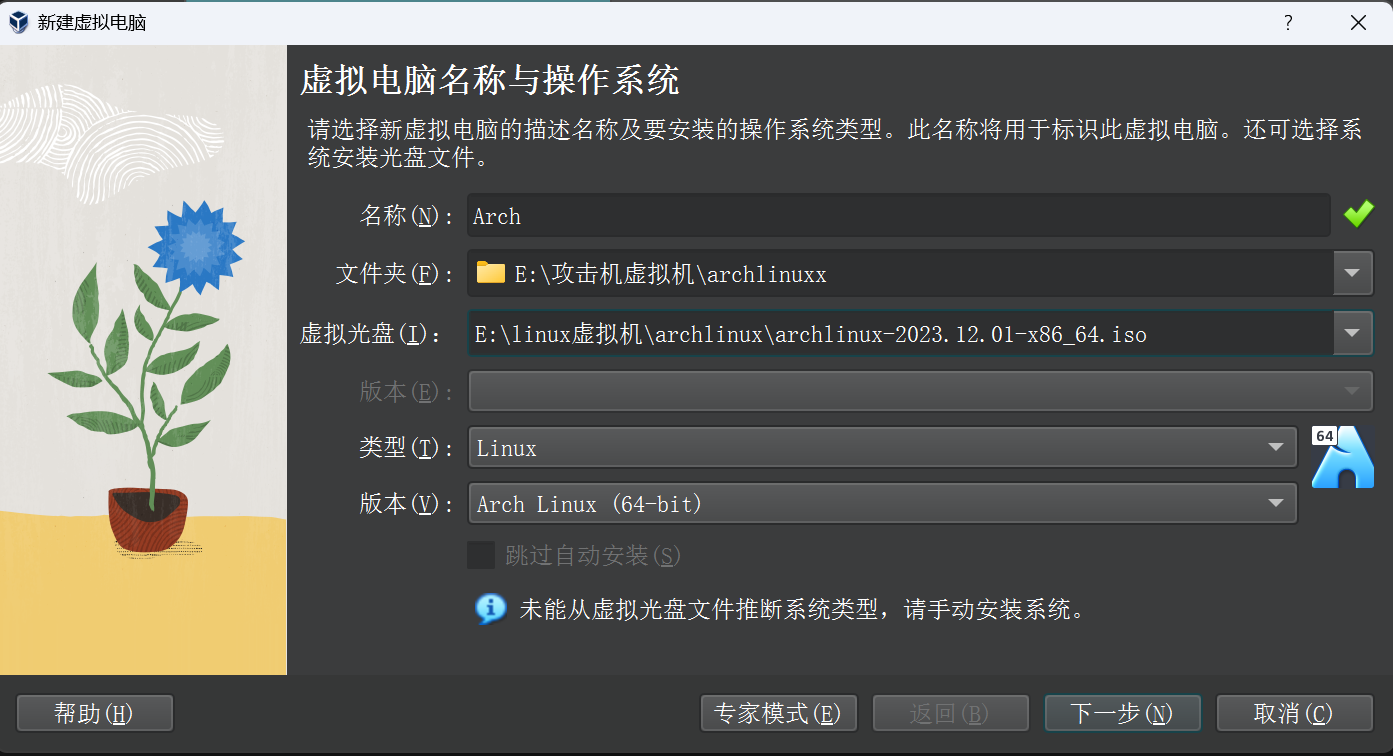 新建虚拟电脑
?
虚拟电脑名称与操作系统
请选择新虚拟电脑的描述名称及要安装的操作系统类型。此名称将用于标识此虚拟电脑。还可选择系
统安装光盘文件。
名称(N): Arch
文件夹(F): E:\攻击机虚拟机\archlinuxx
虚拟光盘(I): E:\linux虚拟机\archlinux\archlinux-2023.12.01-x86_64.iso
版本(E):
类型(T): Linux
64
版本(V): Arch Linux (64-bit)
跳过自动安装(S)
未能从虚拟光盘文件推断系统类型，请手动安装系统。
帮助(H) 专家模式(E) 返回(B) 下一步(N) 取消(C)